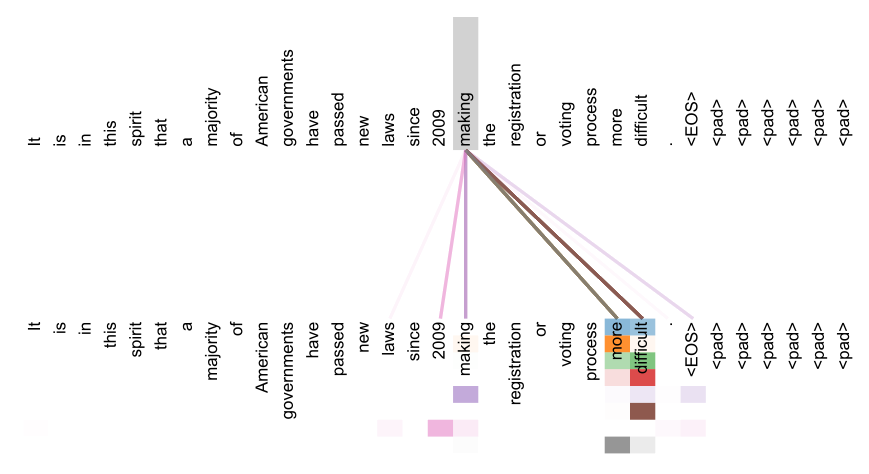 It is in this spirit that a majority of American governments have passed new laws since 2009 making the registration or voting process more difficult . <EOS> <pad> <pad> <pad> <pad> <pad> <pad>
It is in this spirit that a majority of American governments have passed new laws since 2009 making the registration or voting process more difficult . <EOS> <pad> <pad> <pad> <pad> <pad> <pad>